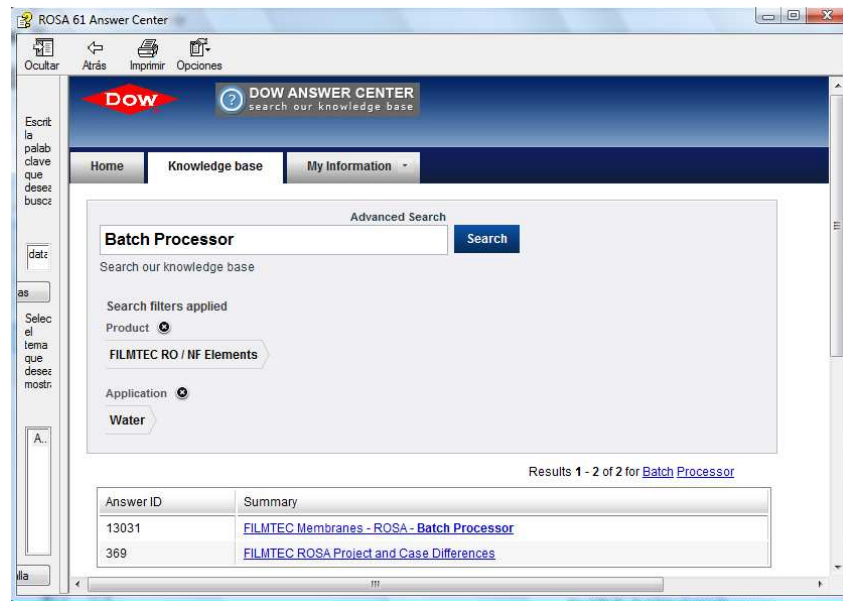 ROSA 61 Answer Center
Ocultar Atrás Imprimir Opciones
Escrit
la
palab
clave
que
desea
busca
data
as
Selec
el
tema
que
desea
mostra
A..
lla
DOW
? DOW ANSWER CENTER
search our knowledge base
Home Knowledge base My Information
Advanced Search
Batch Processor Search
Search our knowledge base
Search filters applied
Product
FILMTEC RO / NF Elements
Application
Water
Results 1 - 2 of 2 for Batch Processor
Answer ID Summary
13031 FILMTEC Membranes - ROSA - Batch Processor
369 FILMTEC ROSA Project and Case Differences